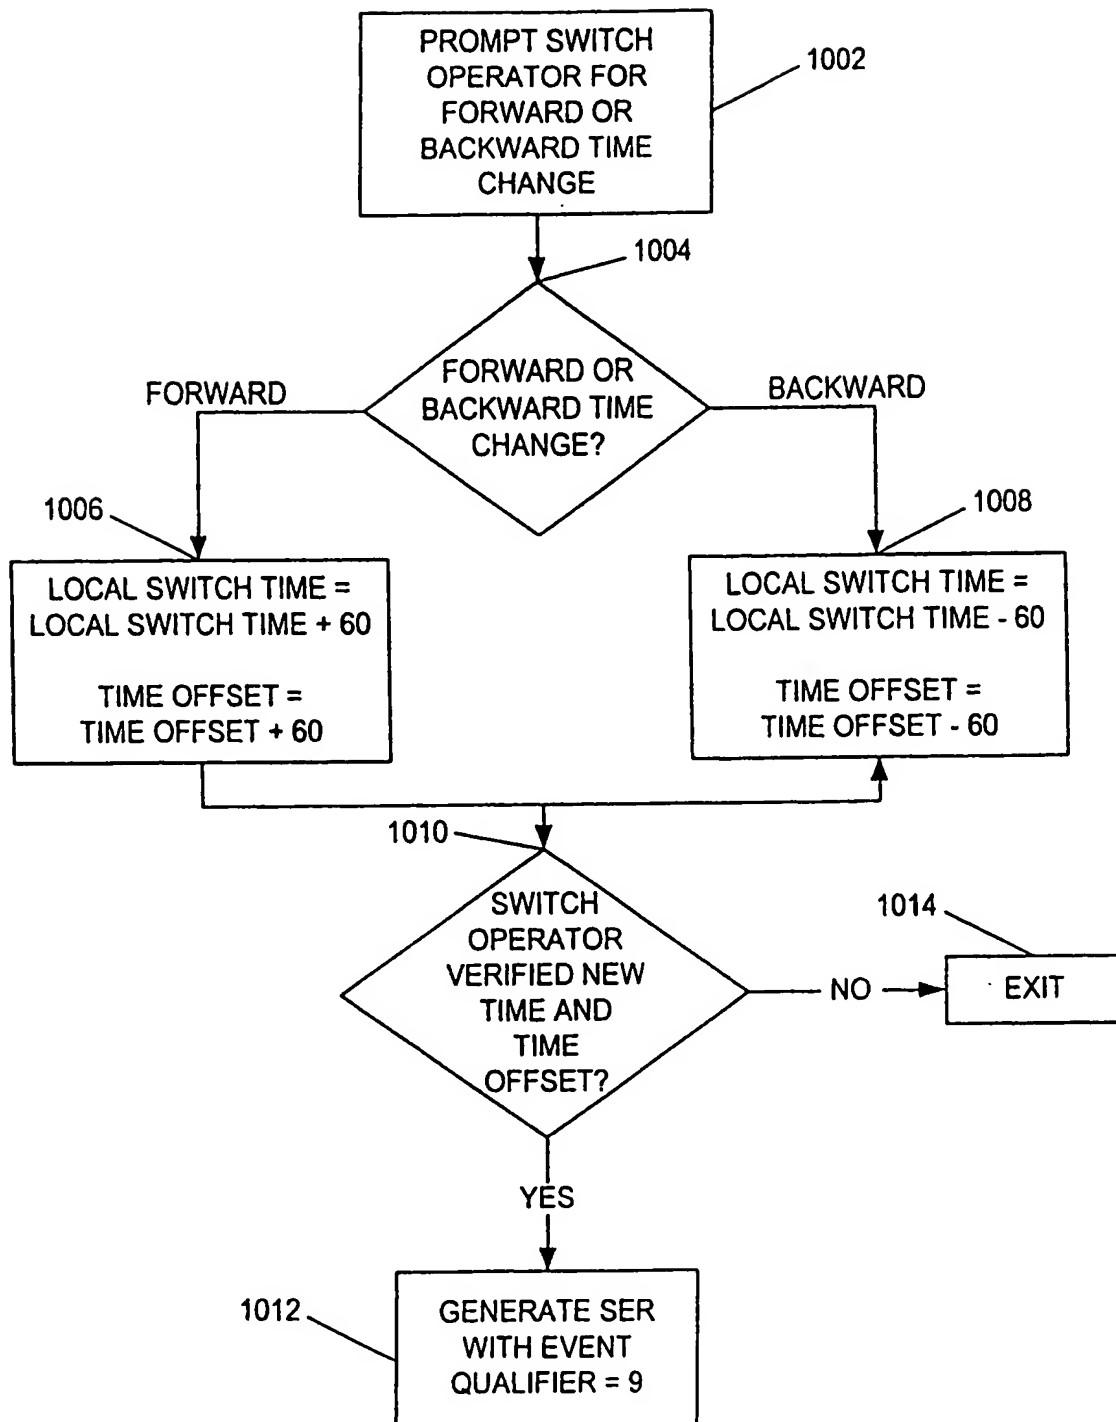 PROMPT SWITCH
OPERATOR FOR
FORWARD OR
BACKWARD TIME
CHANGE
1002
1004
FORWARD OR
BACKWARD TIME
CHANGE?
FORWARD
BACKWARD
1006
1008
LOCAL SWITCH TIME =
LOCAL SWITCH TIME + 60
TIME OFFSET =
TIME OFFSET + 60
LOCAL SWITCH TIME =
LOCAL SWITCH TIME - 60
TIME OFFSET =
TIME OFFSET - 60
1010
SWITCH
OPERATOR
VERIFIED NEW
TIME AND
TIME
OFFSET?
NO
1014
EXIT
YES
1012
GENERATE SER
WITH EVENT
QUALIFIER = 9